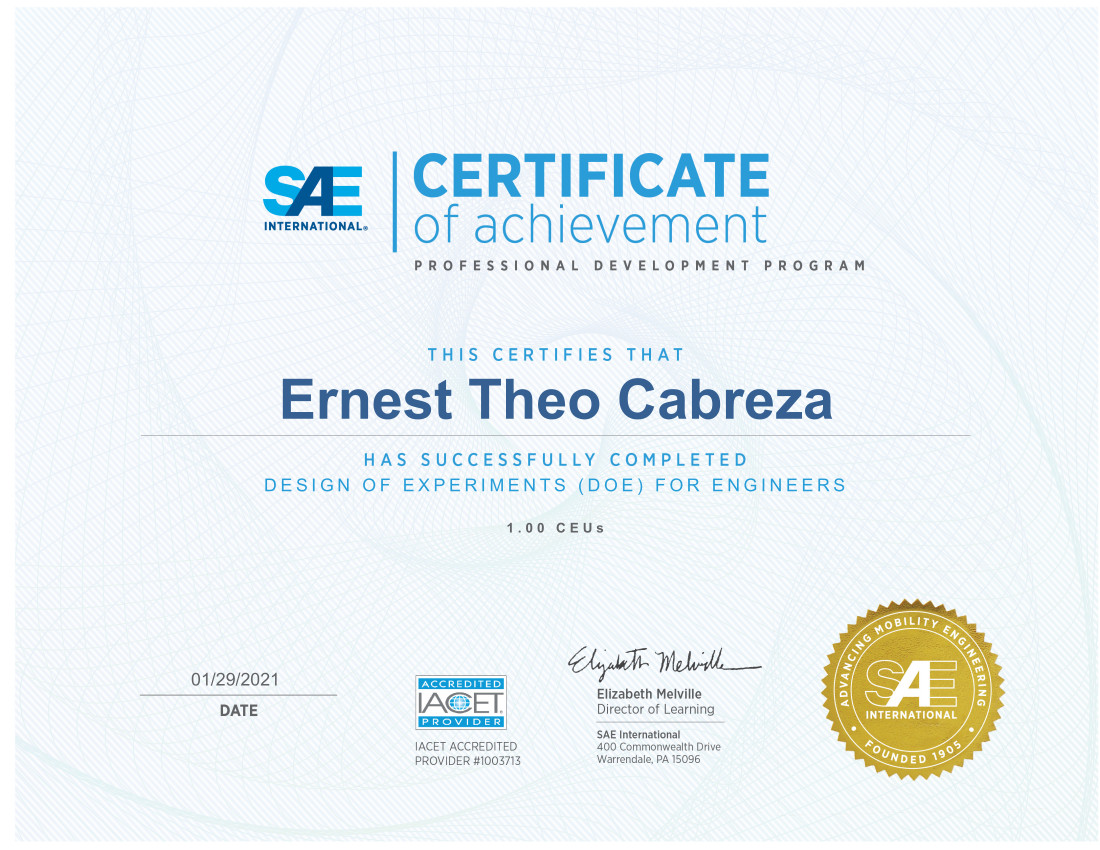 SAE
INTERNATIONAL®
CERTIFICATE
of achievement
PROFESSIONAL DEVELOPMENT PROGRAM
THIS CERTIFIES THAT
Ernest Theo Cabreza
HAS SUCCESSFULLY COMPLETED
DESIGN OF EXPERIMENTS (DOE) FOR ENGINEERS
1.00 CEUs
01/29/2021
DATE
ACCREDITED
IACET®
PROVIDER
IACET ACCREDITED
PROVIDER #1003713
Elizabeth Melville
Elizabeth Melville
Director of Learning
SAE International
400 Commonwealth Drive
Warrendale, PA 15096
ADVANCING MOBILITY ENGINEERING
SAE
INTERNATIONAL
• FOUNDED 1905 •